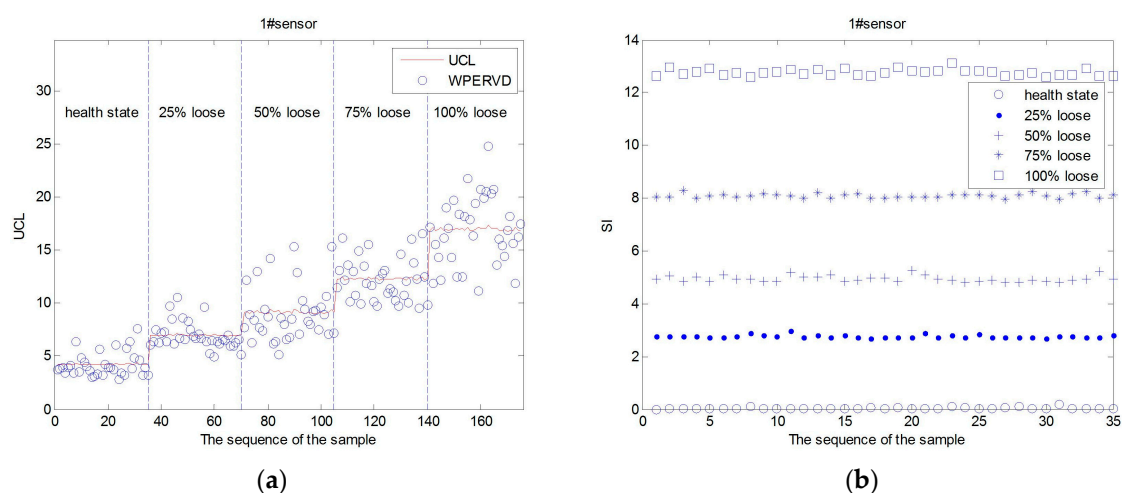 1#sensor
UCL
WPERVD
health state 25% loose 50% loose 75% loose 100% loose
30
25
20
15
10
5
0
UCL
0 20 40 60 80 100 120 140 160
The sequence of the sample
(a)
1#sensor
14
12
10
8
6
4
2
0
SI
health state
25% loose
50% loose
75% loose
100% loose
0 5 10 15 20 25 30 35
The sequence of the sample
(b)